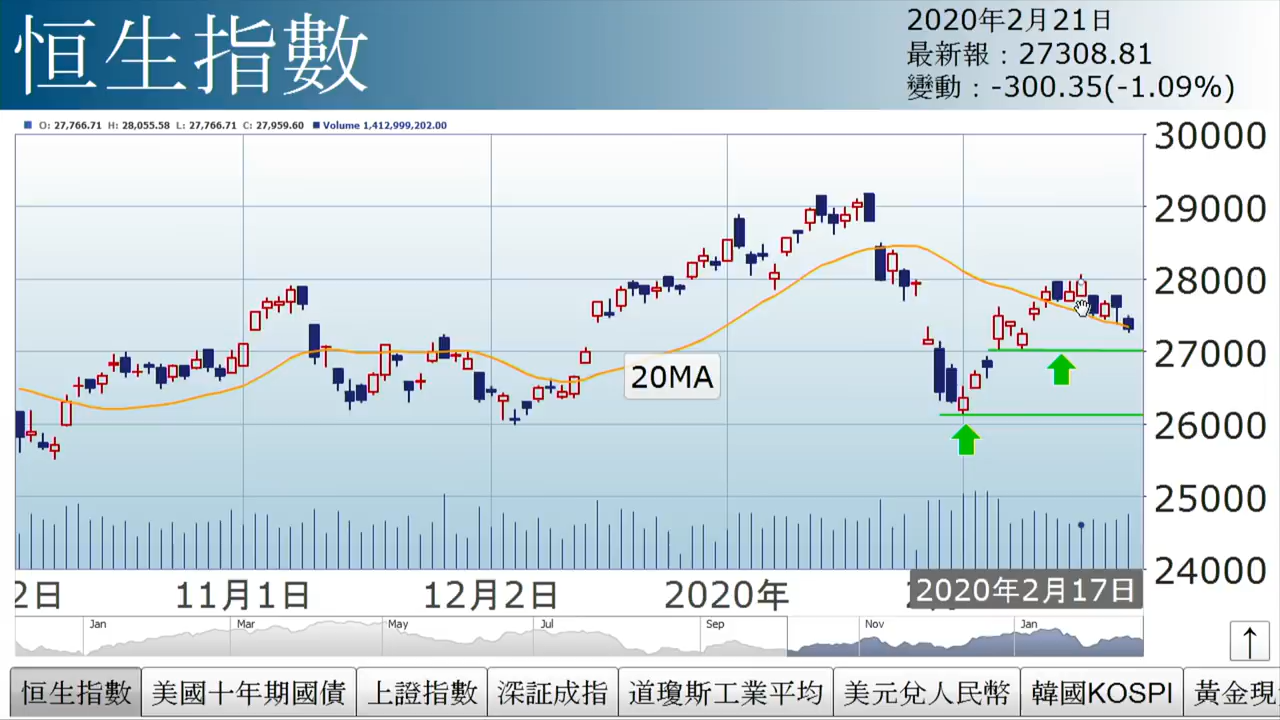 恒生指數
2020年2月21日
最新報：27308.81
變動：-300.35(-1.09%)
O: 27,766.71 H: 28,055.58 L: 27,766.71 C: 27,959.60 Volume 1,412,999,202.00
30000
29000
28000
27000
20MA
26000
25000
24000
2日 11月1日 12月2日 2020年 2020年2月17日
Jan Mar May Jul Sep Nov Jan
↑
恒生指數 美國十年期國債 上證指數 深証成指 道瓊斯工業平均 美元兌人民幣 韓國KOSPI 黃金現